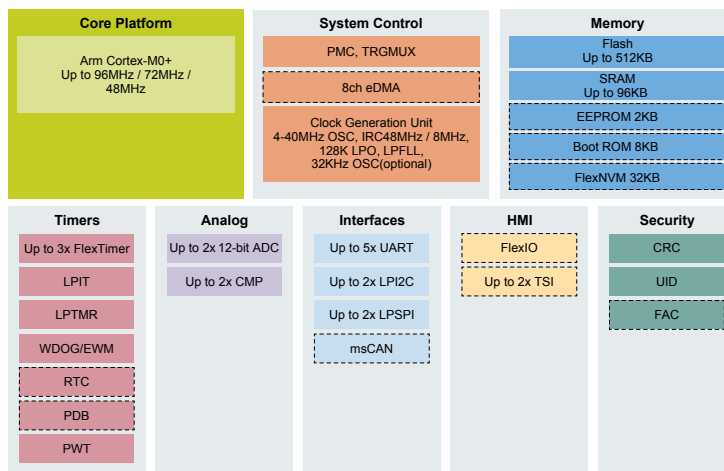 Core Platform
Arm Cortex-M0+
Up to 96MHz / 72MHz /
48MHz
System Control
PMC, TRGMUX
8ch eDMA
Clock Generation Unit
4-40MHz OSC, IRC48MHz / 8MHz,
128K LPO, LPFLL,
32KHz OSC(optional)
Memory
Flash
Up to 512KB
SRAM
Up to 96KB
EEPROM 2KB
Boot ROM 8KB
FlexNVM 32KB
Timers
Up to 3x FlexTimer
LPIT
LPTMR
WDOG/EWM
RTC
PDB
PWT
Analog
Up to 2x 12-bit ADC
Up to 2x CMP
Interfaces
Up to 5x UART
Up to 2x LPI2C
Up to 2x LPSPI
msCAN
HMI
FlexIO
Up to 2x TSI
Security
CRC
UID
FAC